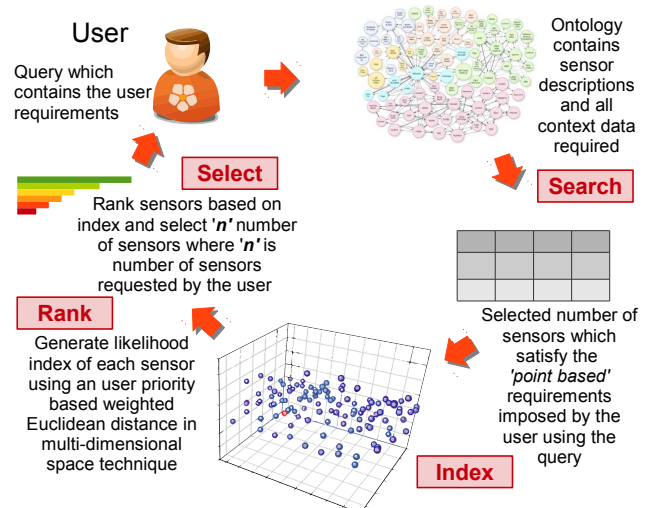 User
Query which
contains the user
requirements
Ontology
contains
sensor
descriptions
and all
context data
required
Search
Selected number of
sensors which
satisfy the
'point based'
requirements
imposed by the
user using the
query
Index
Generate likelihood
index of each sensor
using an user priority
based weighted
Euclidean distance in
multi-dimensional
space technique
Rank
Rank sensors based on
index and select 'n' number
of sensors where 'n' is
number of sensors
requested by the user
Select